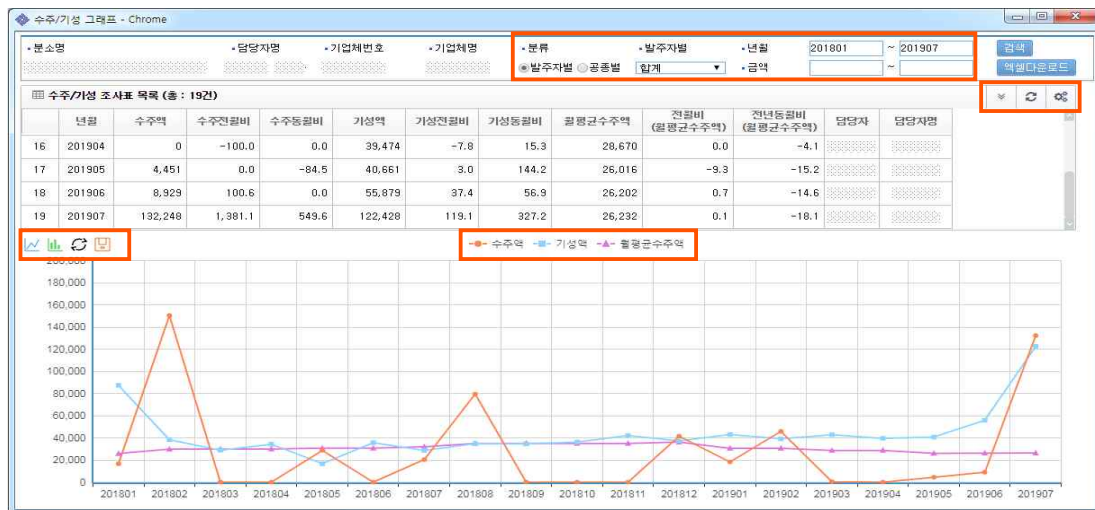 수주/기성 그래프 - Chrome
•분소명 •담당자명 •기업체번호 •기업체명 •분류 •발주자별 •년월 201801 ~ 201907 검색
발주자별 공종별 합계 •금액 ~ 엑셀다운로드
수주/기성 조사표 목록 (총 : 19건)
년월 수주액 수주전월비 수주동월비 기성액 기성전월비 기성동월비 월평균수주액 전월비 (월평균수주액) 전년동월비 (월평균수주액) 담당자 담당자명
16 201904 0 -100.0 0.0 39,474 -7.8 15.3 28,670 0.0 -4.1
17 201905 4,451 0.0 -84.5 40,661 3.0 144.2 26,016 -9.3 -15.2
18 201906 8,929 100.6 0.0 55,879 37.4 56.9 26,202 0.7 -14.6
19 201907 132,248 1,381.1 549.6 122,428 119.1 327.2 26,232 0.1 -18.1
수주액 기성액 월평균수주액
200,000
180,000
160,000
140,000
120,000
100,000
80,000
60,000
40,000
20,000
0
201801 201802 201803 201804 201805 201806 201807 201808 201809 201810 201811 201812 201901 201902 201903 201904 201905 201906 201907